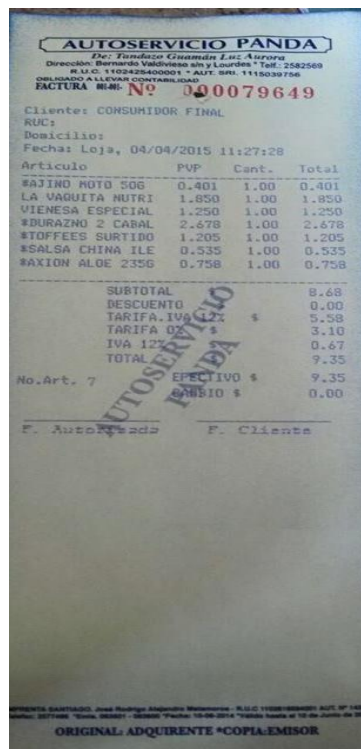 AUTOSERVICIO PANDA
De: Tandazo Guamán Luz Aurora
Dirección: Bernardo Valdivieso s/n y Lourdes * Telf.: 2582569
R.U.C. 1102425400001 * AUT. SRI. 1115039756
OBLIGADO A LLEVAR CONTABILIDAD
FACTURA 001-001- Nº 000079649
Cliente: CONSUMIDOR FINAL
RUC:
Domicilio:
Fecha: Loja, 04/04/2015 11:27:28
Articulo PVP Cant. Total
*AJINO MOTO 50G 0.401 1.00 0.401
LA VAQUITA NUTRI 1.850 1.00 1.850
VIENESA ESPECIAL 1.250 1.00 1.250
*DURAZNO 2 CABAL 2.678 1.00 2.678
*TOFFEES SURTIDO 1.205 1.00 1.205
*SALSA CHINA ILE 0.535 1.00 0.535
*AXION ALOE 235G 0.758 1.00 0.758
SUBTOTAL 8.68
DESCUENTO 0.00
TARIFA.IVA 12% $ 5.58
TARIFA 0% $ 3.10
IVA 12% 0.67
TOTAL 9.35
No.Art. 7 EFECTIVO $ 9.35
CAMBIO $ 0.00
AUTOSERVICIO
PANDA
F. Autorizada F. Cliente
ORIGINAL: ADQUIRENTE *COPIA: EMISOR